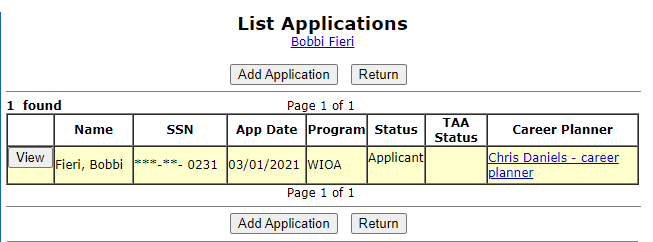 List Applications
Bobbi Fieri
Add Application Return
1 found Page 1 of 1
Name SSN App Date Program Status TAA Status Career Planner
View Fieri, Bobbi ***-**- 0231 03/01/2021 WIOA Applicant Chris Daniels - career planner
Page 1 of 1
Add Application Return